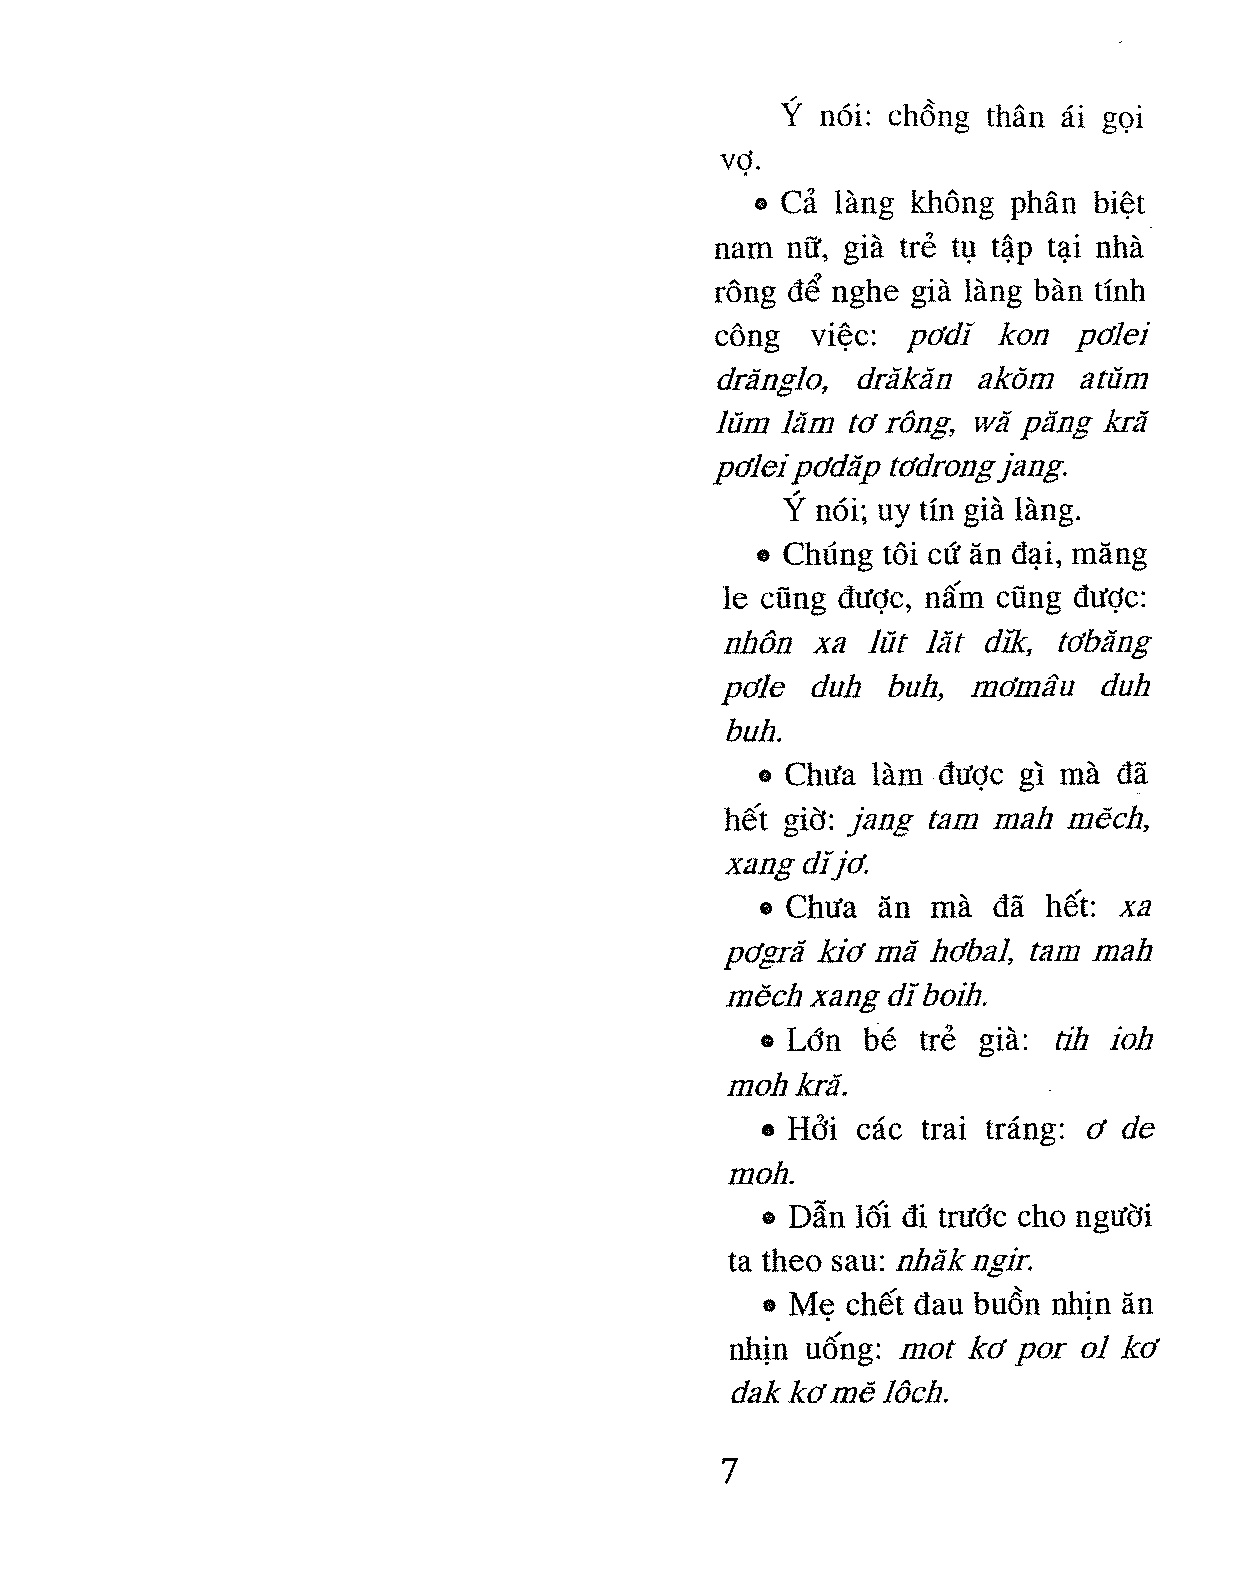 Ý nói: chồng thân ái gọi
vợ.
• Cả làng không phân biệt
nam nữ, già trẻ tụ tập tại nhà
rông để nghe già làng bàn tính
công việc: pơdĭ kon pơlei
drănglo, drăkăn akŏm atŭm
lŭm lăm tơ rông, wă păng kră
pơlei pơdăp tơdrong jang.
Ý nói; uy tín già làng.
• Chúng tôi cứ ăn đại, măng
le cũng được, nấm cũng được:
nhôn xa lŭt lăt dĭk, tơbăng
pơle duh buh, mơmâu duh
buh.
• Chưa làm được gì mà đã
hết giờ: jang tam mah mĕch,
xang dĭ jơ.
• Chưa ăn mà đã hết: xa
pơgră kiơ mă hơbal, tam mah
mĕch xang dĭ boih.
• Lớn bé trẻ già: tih ioh
moh kră.
• Hởi các trai tráng: ơ de
moh.
• Dẫn lối đi trước cho người
ta theo sau: nhăk ngir.
• Mẹ chết đau buồn nhịn ăn
nhịn uống: mot kơ por ol kơ
dak kơ mĕ lôch.
7